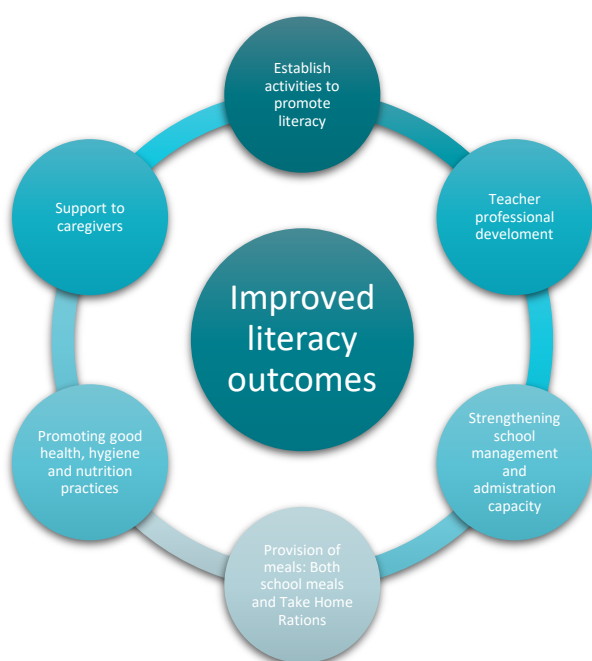 Establish
activities to
promote
literacy
Teacher
professional
develoment
Strengthening
school
management
and
admistration
capacity
Provision of
meals: Both
school meals
and Take Home
Rations
Promoting good
health, hygiene
and nutrition
practices
Support to
caregivers
Improved
literacy
outcomes